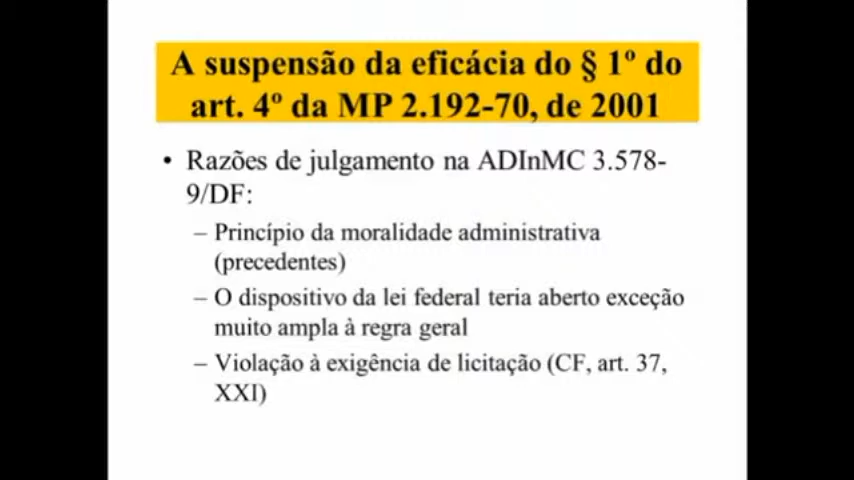 A suspensão da eficácia do § 1º do
art. 4º da MP 2.192-70, de 2001
• Razões de julgamento na ADInMC 3.578-
9/DF:
– Princípio da moralidade administrativa
(precedentes)
– O dispositivo da lei federal teria aberto exceção
muito ampla à regra geral
– Violação à exigência de licitação (CF, art. 37,
XXI)